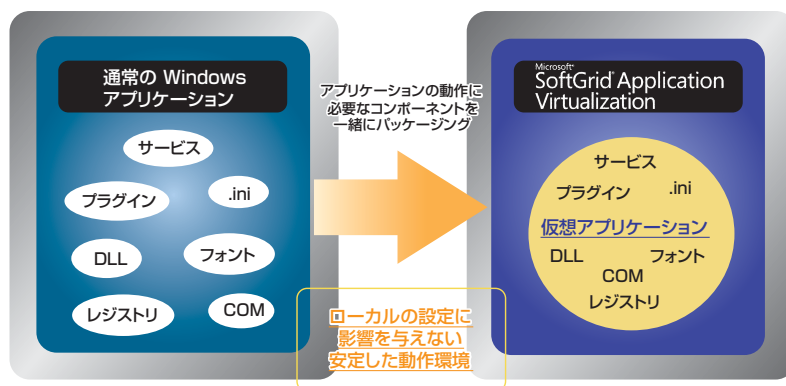 通常の Windows
アプリケーション
サービス
プラグイン
.ini
DLL
フォント
レジストリ
COM
アプリケーションの動作に
必要なコンポーネントを
一緒にパッケージング
ローカルの設定に
影響を与えない
安定した動作環境
Microsoft®
SoftGrid® Application
Virtualization
サービス
プラグイン
.ini
仮想アプリケーション
DLL
フォント
COM
レジストリ